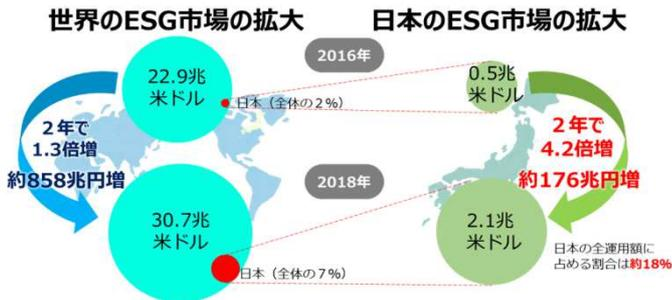 世界のESG市場の拡大
日本のESG市場の拡大
2016年
22.9兆
米ドル
日本（全体の２%）
0.5兆
米ドル
２年で
1.3倍増
約858兆円増
２年で
4.2倍増
約176兆円増
2018年
30.7兆
米ドル
日本（全体の７%）
2.1兆
米ドル
日本の全運用額に
占める割合は約18%